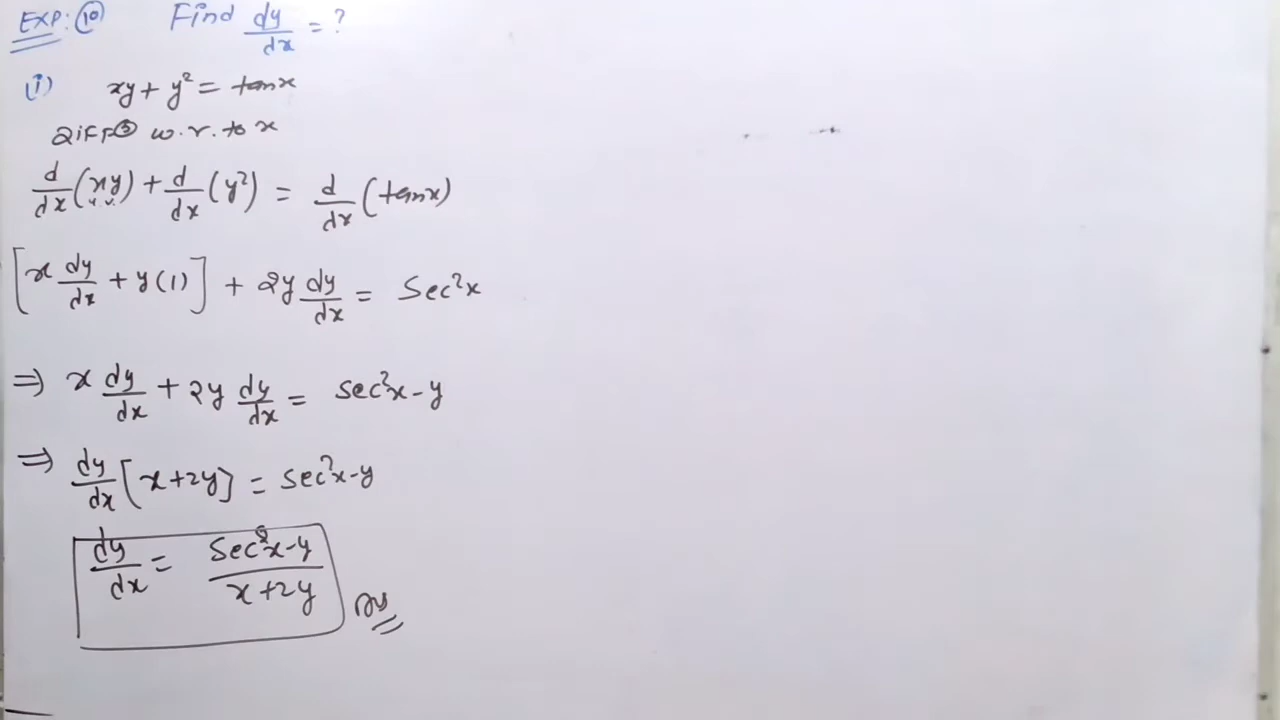 EXP: 10 Find dy/dx = ?
(i) xy + y² = tanx
Diff w.r. to x
d/dx (xy) + d/dx (y²) = d/dx (tanx)
[x dy/dx + y(1)] + 2y dy/dx = Sec²x
⇒ x dy/dx + 2y dy/dx = sec²x - y
⇒ dy/dx [x+2y] = sec²x-y
dy/dx = Sec²x-y / x+2y